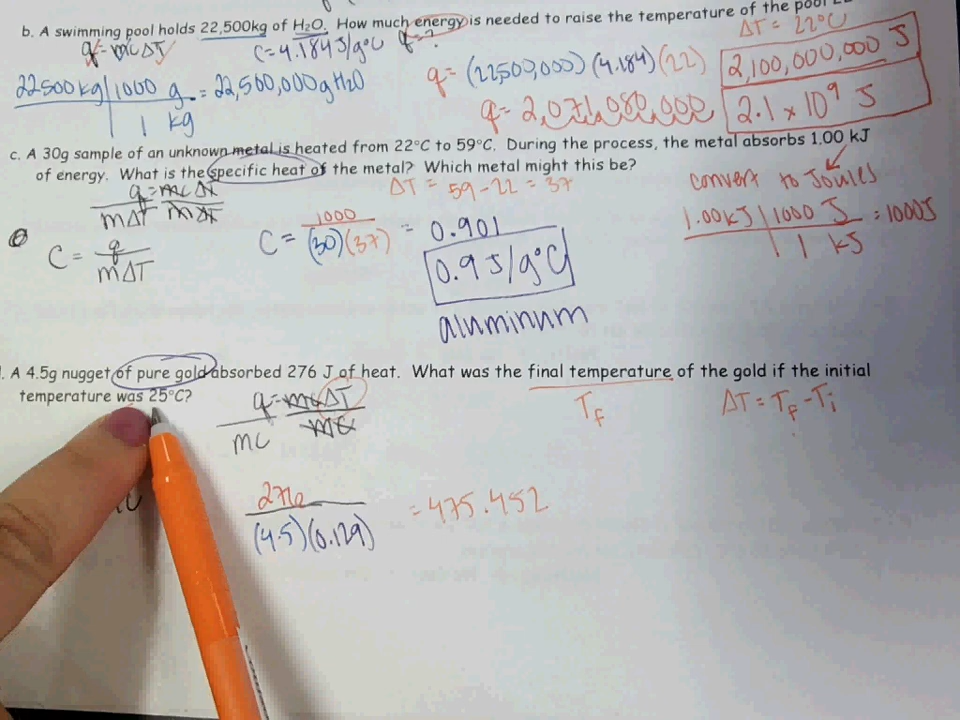 b. A swimming pool holds 22,500kg of H₂O. How much energy is needed to raise the temperature of the pool
q=mcΔT C=4.184J/g°C q=? ΔT = 22°C
22500kg | 1000 g = 22,500,000g H₂O
1 kg
q= (22500,000)(4.184)(22) 2,100,000,000 J
q= 2,071,080,000 2.1 x 10⁹ J
c. A 30g sample of an unknown metal is heated from 22°C to 59°C. During the process, the metal absorbs 1.00 kJ
of energy. What is the specific heat of the metal? Which metal might this be?
ΔT = 59-22 = 37 convert to Joules
q=mcΔT
mΔT mΔT
1.00kJ | 1000 J = 1000J
1 kJ
C = q
mΔT
C = 1000 = 0.901
(30)(37)
0.9 J/g°C
aluminum
. A 4.5g nugget of pure gold absorbed 276 J of heat. What was the final temperature of the gold if the initial
temperature was 25°C?
q=mcΔT
mc mc
Tf ΔT = Tf - Ti
276 = 475.452
(4.5)(0.129)